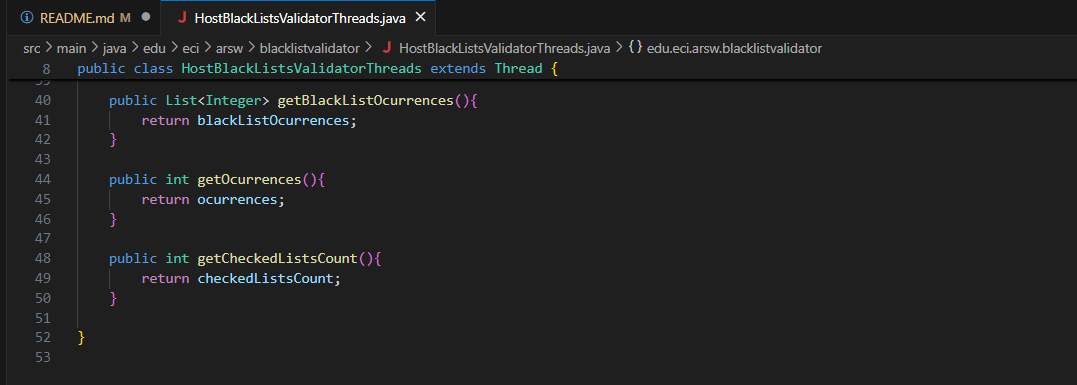 README.md M
HostBlackListsValidatorThreads.java
src > main > java > edu > eci > arsw > blacklistvalidator > J HostBlackListsValidatorThreads.java > {} edu.eci.arsw.blacklistvalidator
8 public class HostBlackListsValidatorThreads extends Thread {
40 public List<Integer> getBlackListOcurrences(){
41 return blackListOcurrences;
42 }
43
44 public int getOcurrences(){
45 return ocurrences;
46 }
47
48 public int getCheckedListsCount(){
49 return checkedListsCount;
50 }
51
52 }
53